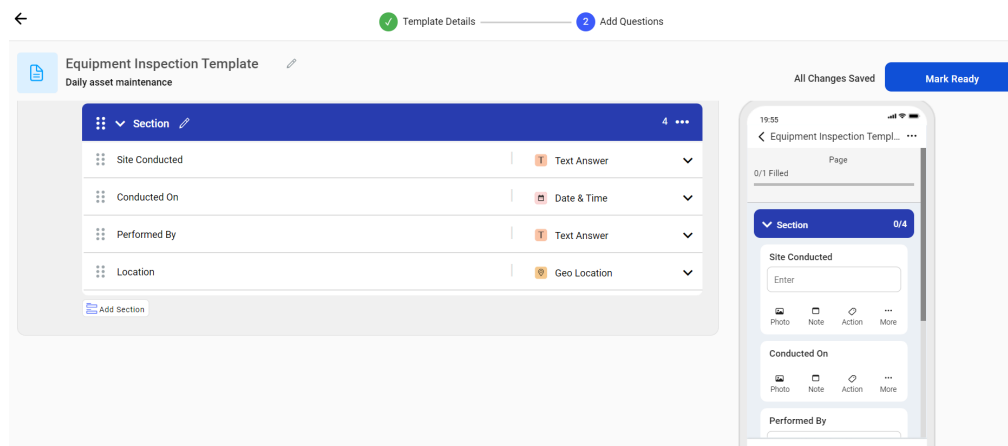 Template Details
2 Add Questions
Equipment Inspection Template
Daily asset maintenance
All Changes Saved
Mark Ready
Section
4
Site Conducted
T Text Answer
Conducted On
Date & Time
Performed By
T Text Answer
Location
Geo Location
Add Section
19:55
Equipment Inspection Templ...
Page
0/1 Filled
Section 0/4
Site Conducted
Enter
Photo Note Action More
Conducted On
Photo Note Action More
Performed By